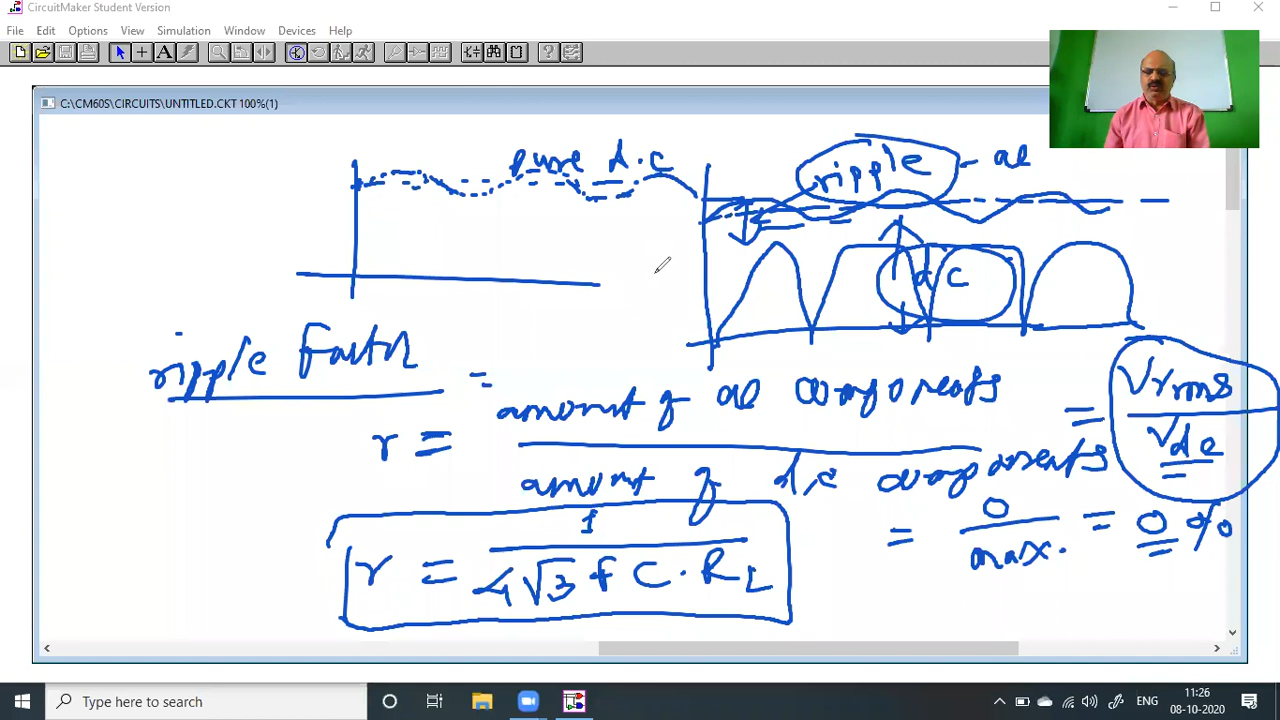 CircuitMaker Student Version
File Edit Options View Simulation Window Devices Help
C:\CM60S\CIRCUITS\UNTITLED.CKT 100%(1)
pure d.c
ripple - ac
dc
ripple factor = amount of ac components
= Vrms
Vdc
r =
amount of d.c components
= 0
max. = 0 %
r = 1
4√3 f C. RL
Type here to search
ENG
11:26
08-10-2020